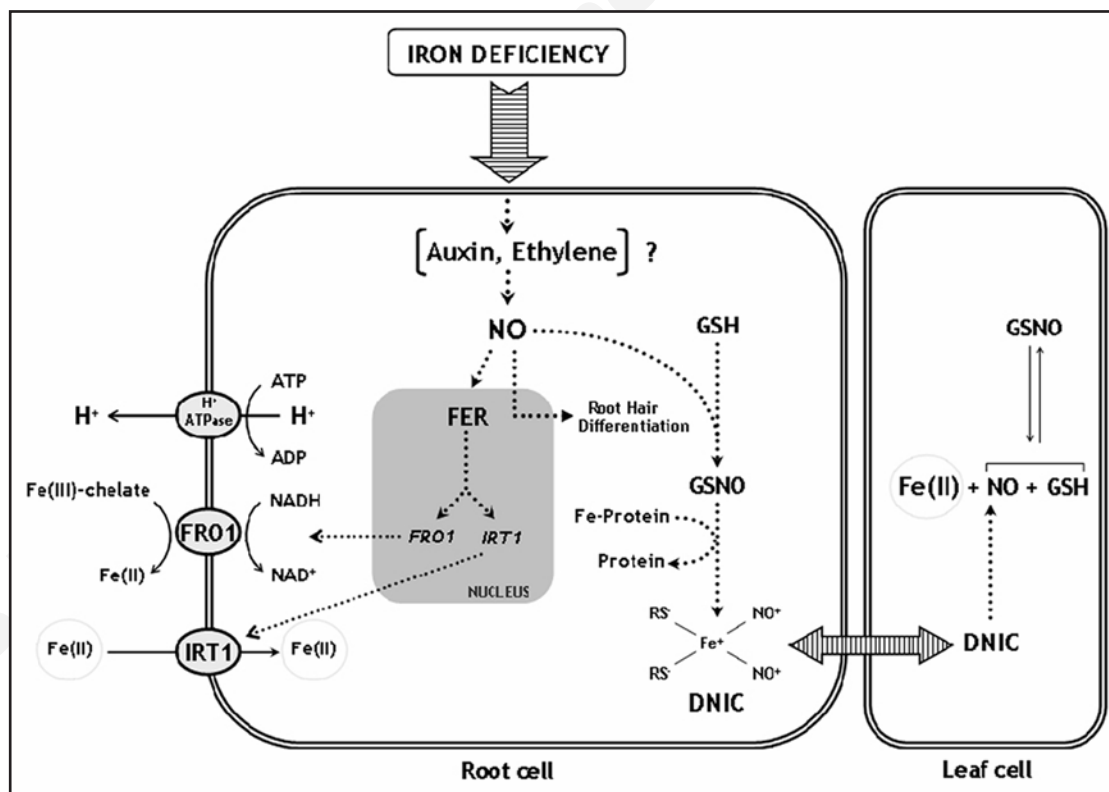 IRON DEFICIENCY
[Auxin, Ethylene] ?
NO
GSH
GSNO
ATP
H⁺
H⁺ ATPase
H⁺
ADP
FER
Root Hair
Differentiation
Fe(III)-chelate
NADH
FRO1
FRO1
IRT1
Fe(II)
NAD⁺
NUCLEUS
GSNO
Fe-Protein
Protein
Fe(II) + NO + GSH
Fe(II)
IRT1
Fe(II)
RS⁻
NO⁺
Fe⁺
RS⁻
NO⁺
DNIC
DNIC
Root cell
Leaf cell